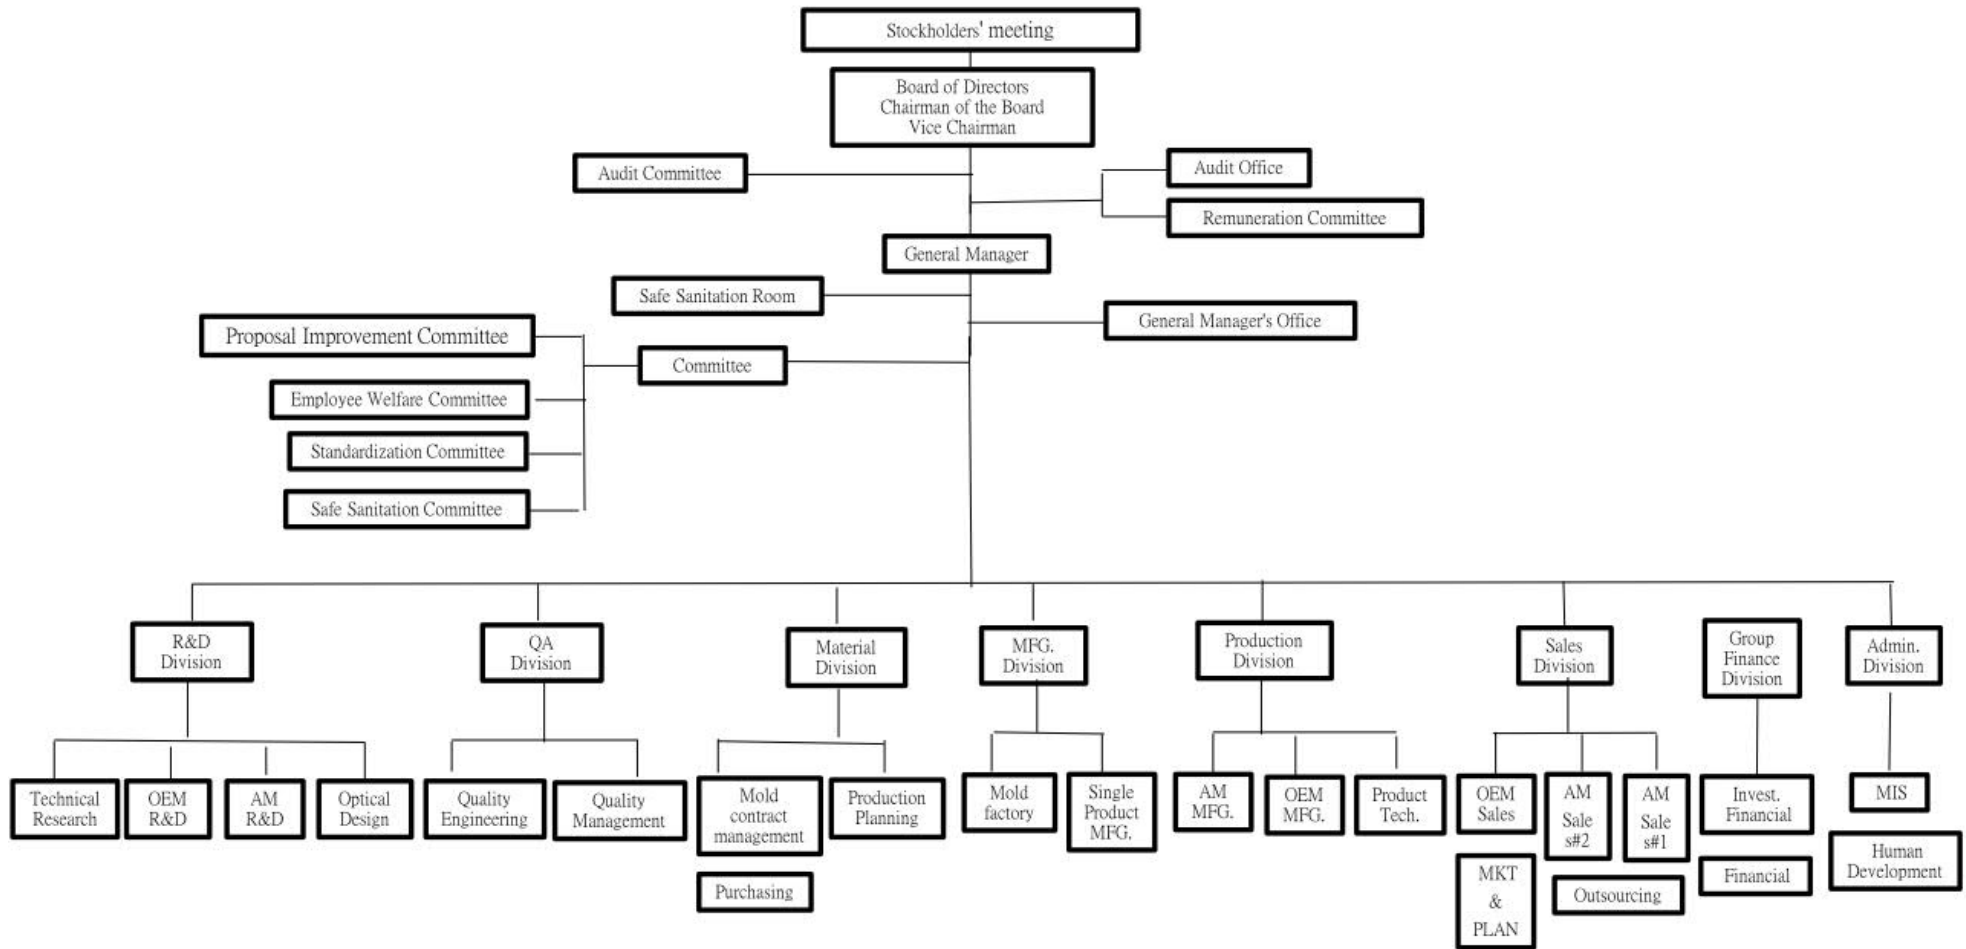 Stockholders' meeting
Board of Directors
Chairman of the Board
Vice Chairman
Audit Committee
Audit Office
Remuneration Committee
General Manager
Safe Sanitation Room
General Manager's Office
Proposal Improvement Committee
Committee
Employee Welfare Committee
Standardization Committee
Safe Sanitation Committee
R&D
Division
QA
Division
Material
Division
MFG.
Division
Production
Division
Sales
Division
Group
Finance
Division
Admin.
Division
Technical
Research
OEM
R&D
AM
R&D
Optical
Design
Quality
Engineering
Quality
Management
Mold
contract
management
Production
Planning
Mold
factory
Single
Product
MFG.
AM
MFG.
OEM
MFG.
Product
Tech.
OEM
Sales
AM
Sale
s#2
AM
Sale
s#1
Invest.
Financial
MIS
Purchasing
MKT
&
PLAN
Outsourcing
Financial
Human
Development